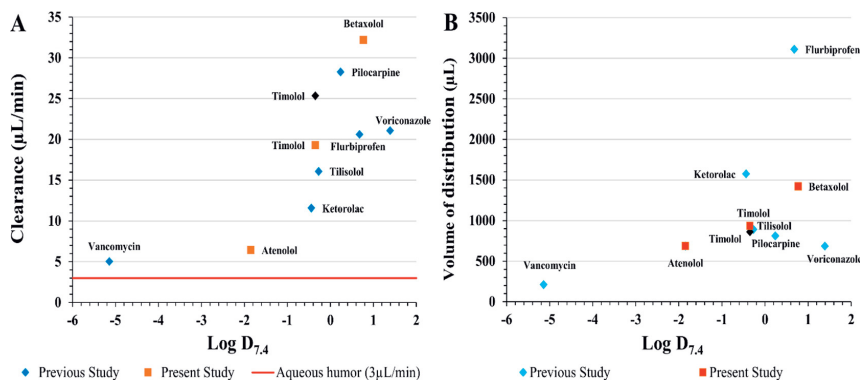 A
Clearance (µL/min)
35
30
25
20
15
10
5
0
Betaxolol
Pilocarpine
Timolol
Voriconazole
Timolol
Flurbiprofen
Tilisolol
Ketorolac
Vancomycin
Atenolol
-6 -5 -4 -3 -2 -1 0 1 2
Log D7.4
Previous Study Present Study Aqueous humor (3µL/min)
B
Volume of distribution (µL)
3500
3000
2500
2000
1500
1000
500
0
Flurbiprofen
Ketorolac
Betaxolol
Timolol
Tilisolol
Timolol
Pilocarpine
Atenolol
Voriconazole
Vancomycin
-6 -5 -4 -3 -2 -1 0 1 2
Log D7.4
Previous Study Present Study